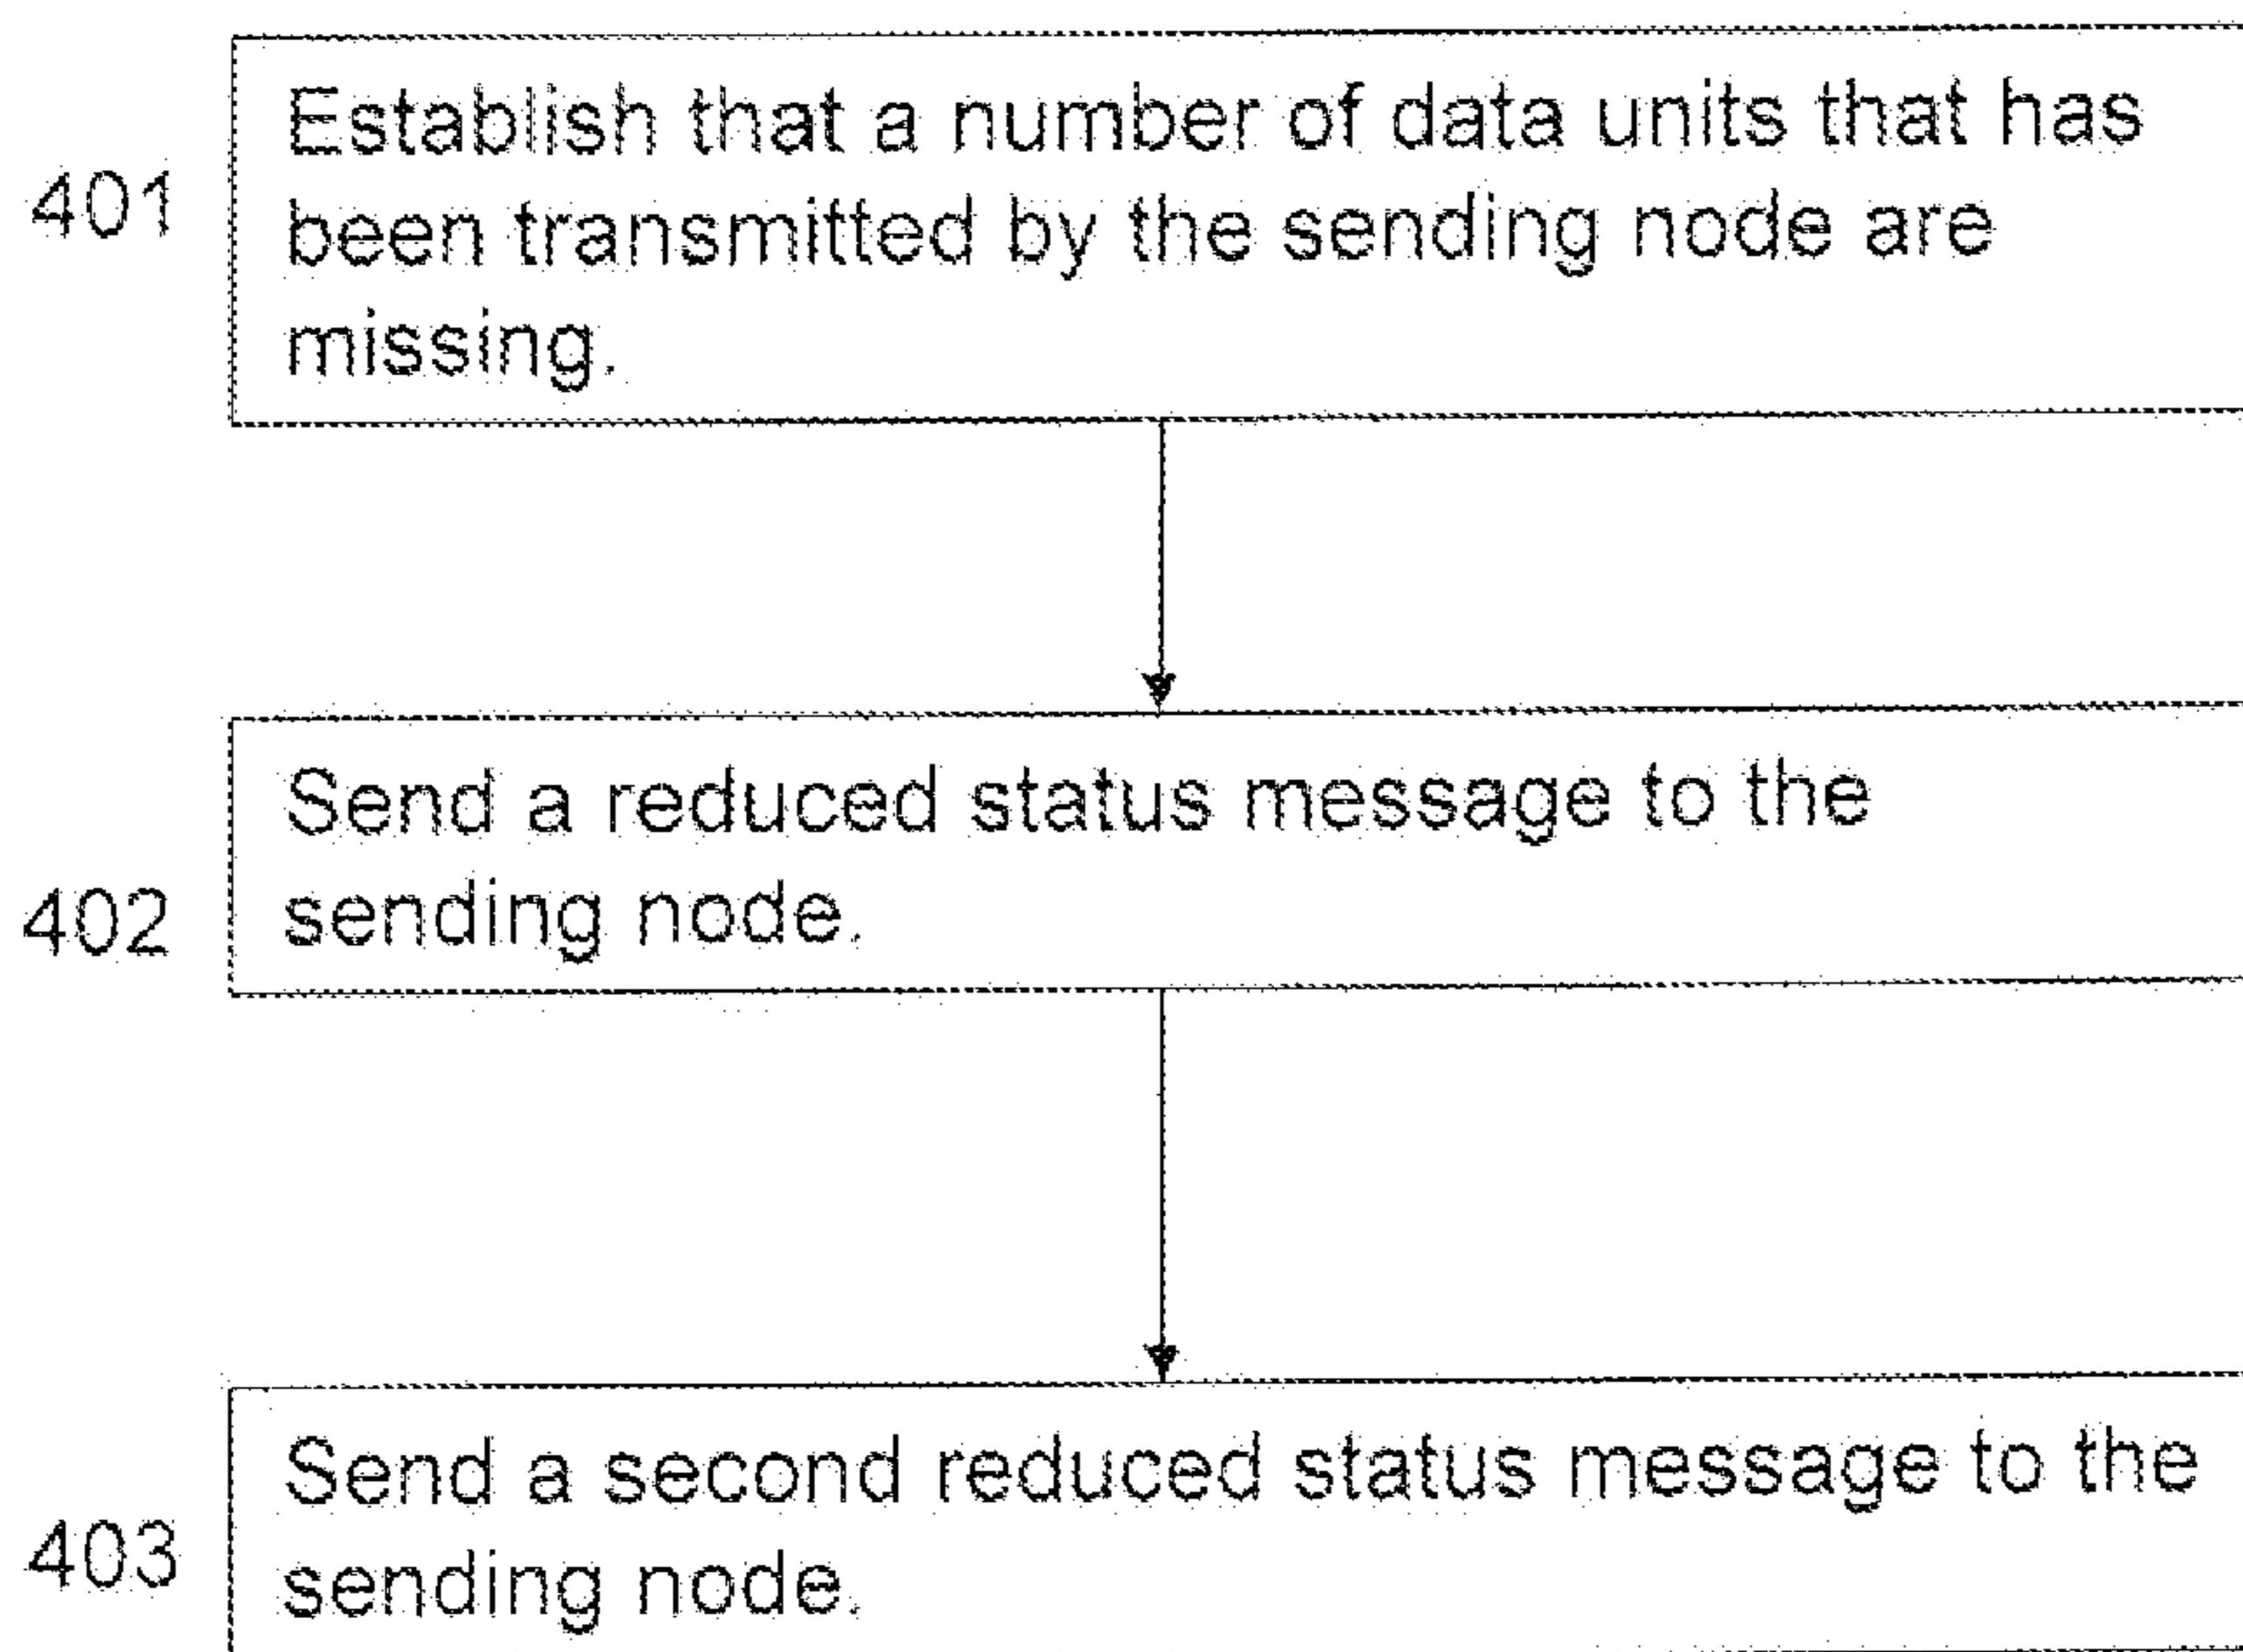 401
Establish that a number of data units that has
been transmitted by the sending node are
missing.
402
Send a reduced status message to the
sending node.
403
Send a second reduced status message to the
sending node.